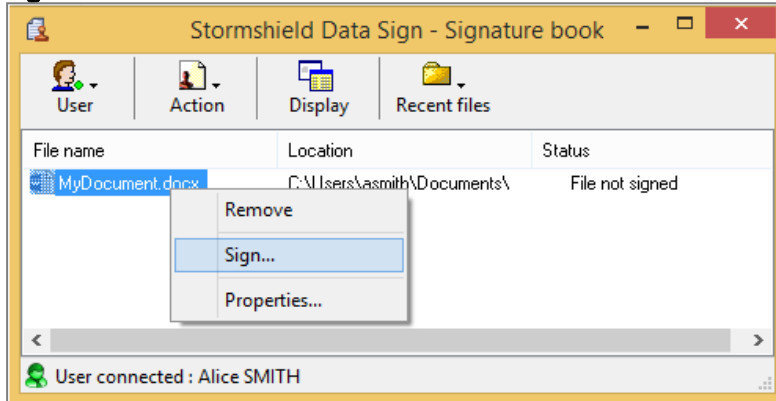 Stormshield Data Sign - Signature book
User Action Display Recent files
File name Location Status
MyDocument.docx C:\Users\asmith\Documents\ File not signed
Remove
Sign...
Properties...
User connected : Alice SMITH